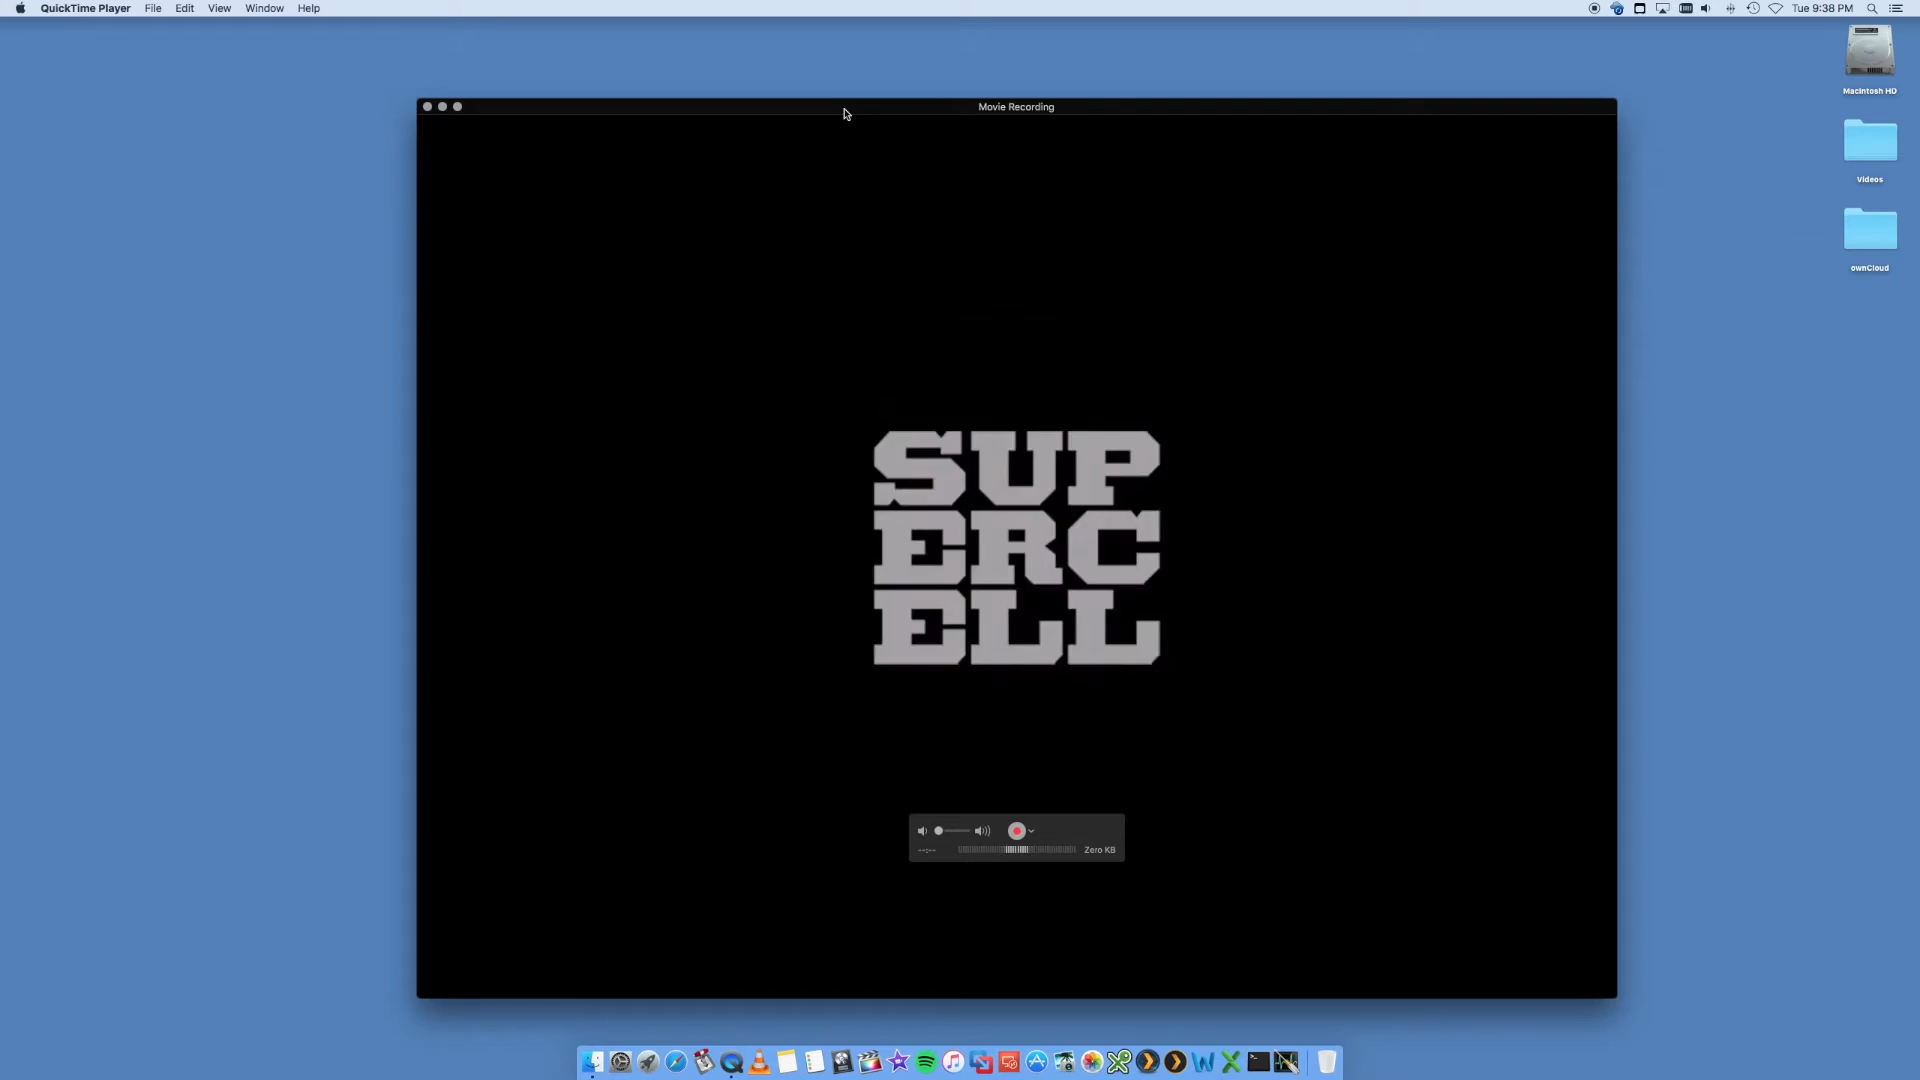 QuickTime Player File Edit View Window Help Tue 9:38 PM
Macintosh HD
Movie Recording
Videos
ownCloud
SUP
ERC
ELL
--:-- Zero KB